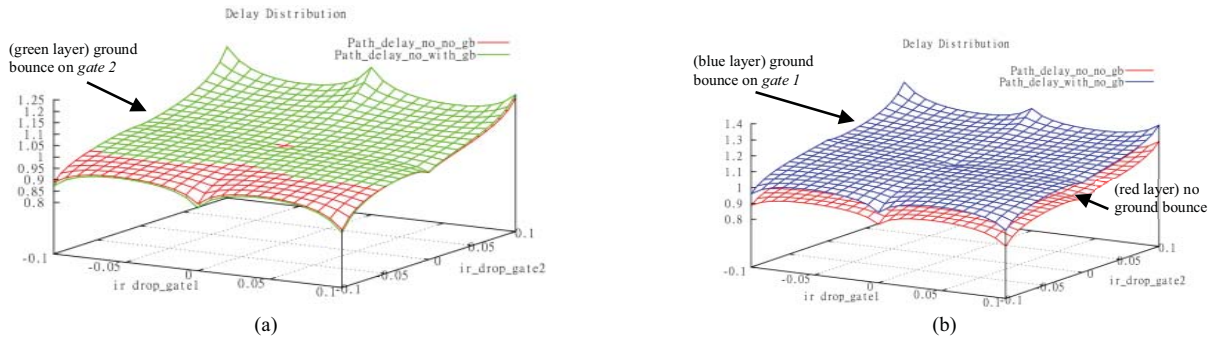 Delay Distribution
(green layer) ground
bounce on gate 2
Path_delay_no_no_gb
Path_delay_no_with_gb
1.25
1.2
1.15
1.1
1.05
1
0.95
0.9
0.85
0.8
-0.1
-0.05
0
0.05
0.1
-0.1
-0.05
0
0.05
0.1
ir drop_gate1
ir_drop_gate2
(a)
Delay Distribution
(blue layer) ground
bounce on gate 1
Path_delay_no_no_gb
Path_delay_with_no_gb
1.4
1.3
1.2
1.1
1
0.9
0.8
(red layer) no
ground bounce
-0.1
-0.05
0
0.05
0.1
-0.1
-0.05
0
0.05
0.1
ir drop_gate1
ir_drop_gate2
(b)